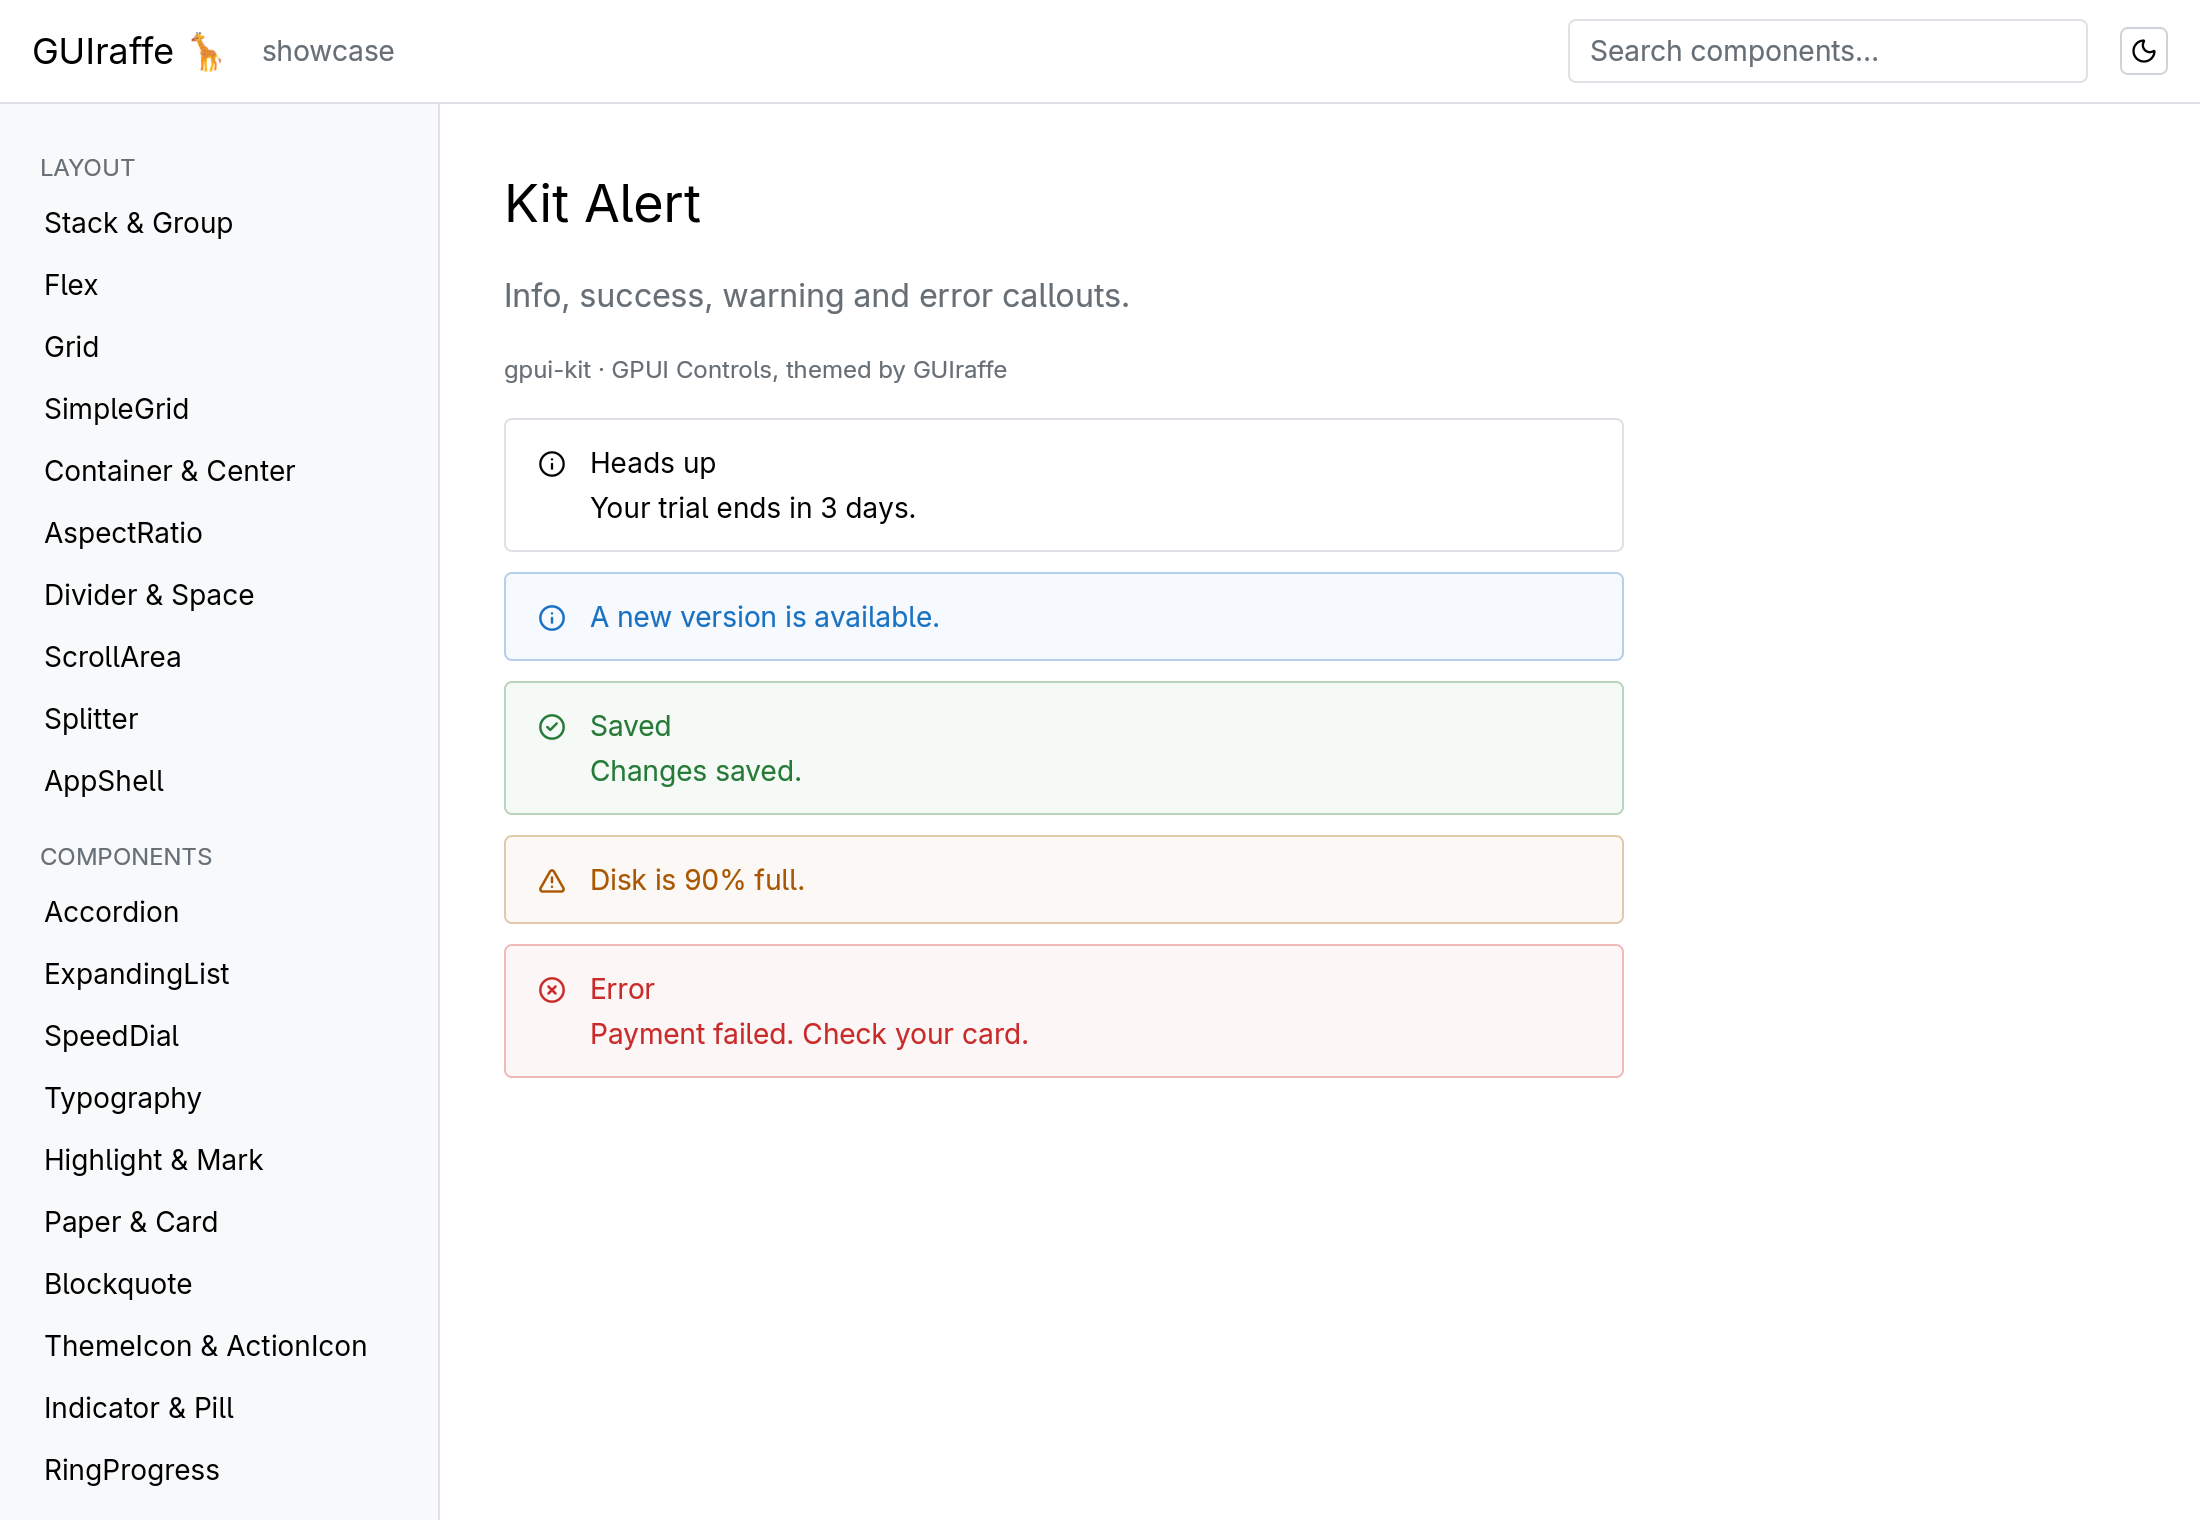 GUIraffe 🦒 showcase
Search components...
LAYOUT
Stack & Group
Flex
Grid
SimpleGrid
Container & Center
AspectRatio
Divider & Space
ScrollArea
Splitter
AppShell
COMPONENTS
Accordion
ExpandingList
SpeedDial
Typography
Highlight & Mark
Paper & Card
Blockquote
ThemeIcon & ActionIcon
Indicator & Pill
RingProgress
Kit Alert
Info, success, warning and error callouts.
gpui-kit · GPUI Controls, themed by GUIraffe
Heads up
Your trial ends in 3 days.
A new version is available.
Saved
Changes saved.
Disk is 90% full.
Error
Payment failed. Check your card.